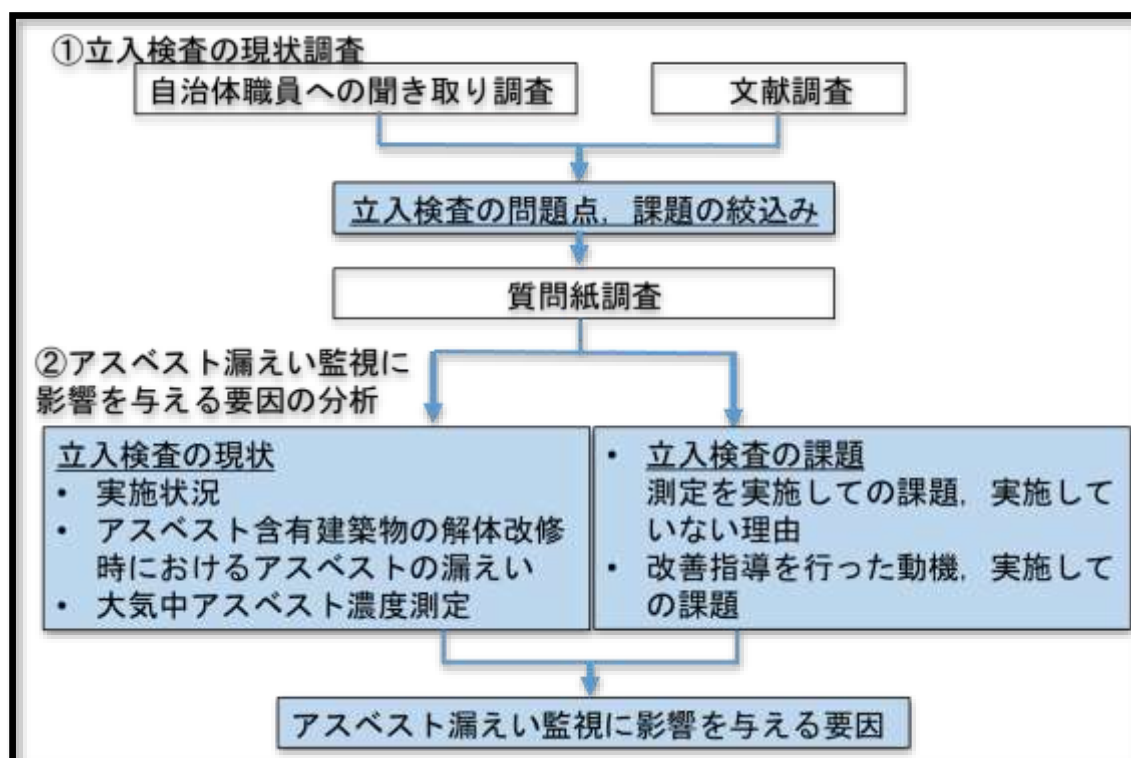 ①立入検査の現状調査
自治体職員への聞き取り調査
文献調査
立入検査の問題点，課題の絞込み
質問紙調査
②アスベスト漏えい監視に
影響を与える要因の分析
立入検査の現状
• 実施状況
• アスベスト含有建築物の解体改修
時におけるアスベストの漏えい
• 大気中アスベスト濃度測定
• 立入検査の課題
測定を実施しての課題，実施して
いない理由
• 改善指導を行った動機，実施して
の課題
アスベスト漏えい監視に影響を与える要因